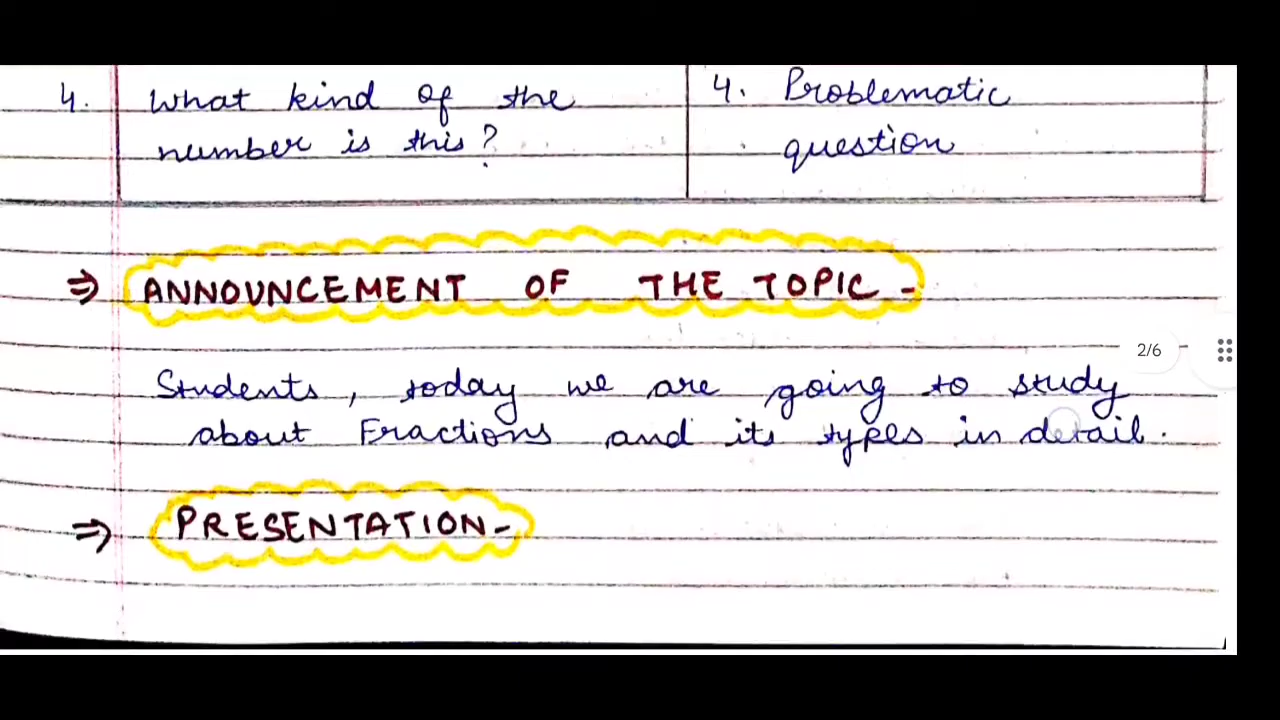 4. What kind of the 4. Problematic
number is this? question
⇒ ANNOUNCEMENT OF THE TOPIC -
2/6
Students, today we are going to study
about Fractions and its types in detail.
⇒ PRESENTATION -